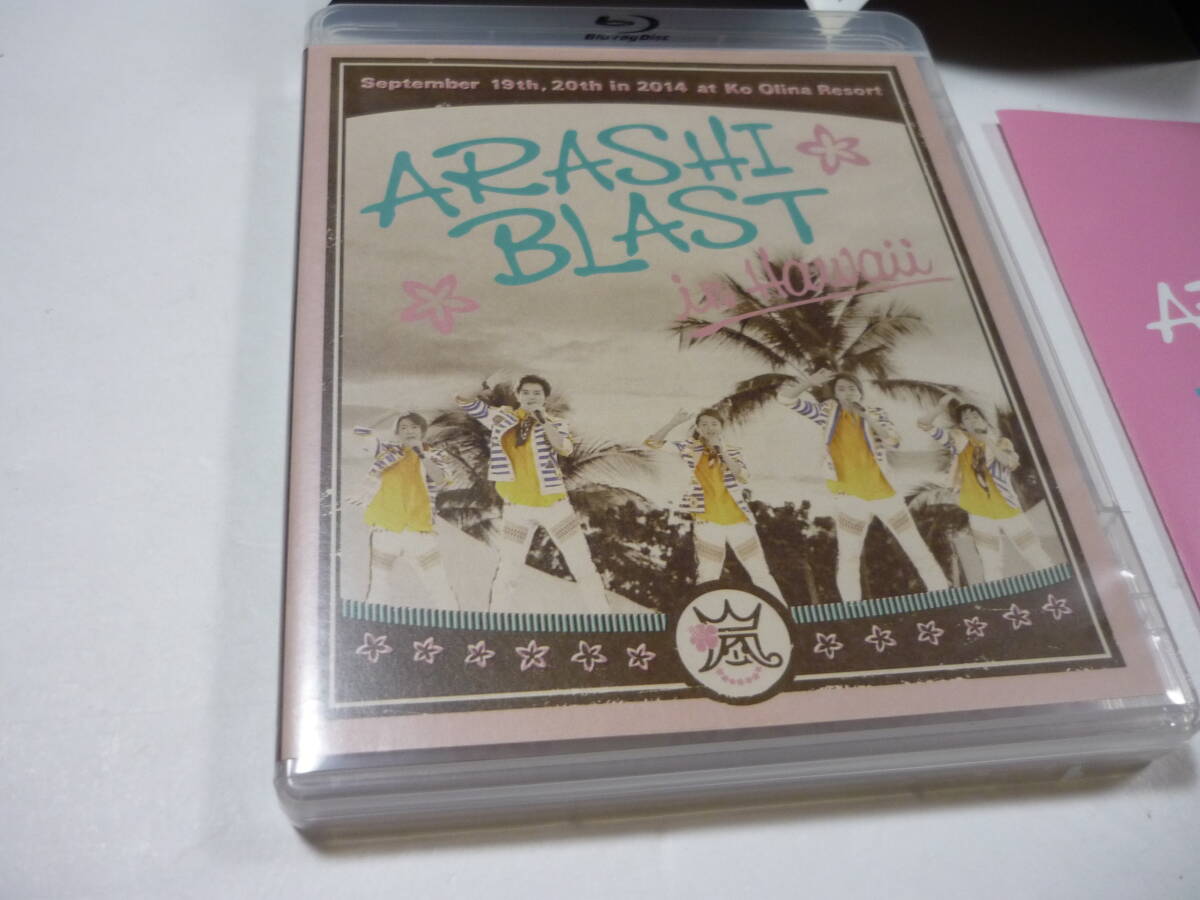 Blu-ray Disc
September 19th, 20th in 2014 at Ko Olina Resort
ARASHI
BLAST
in Hawaii
嵐